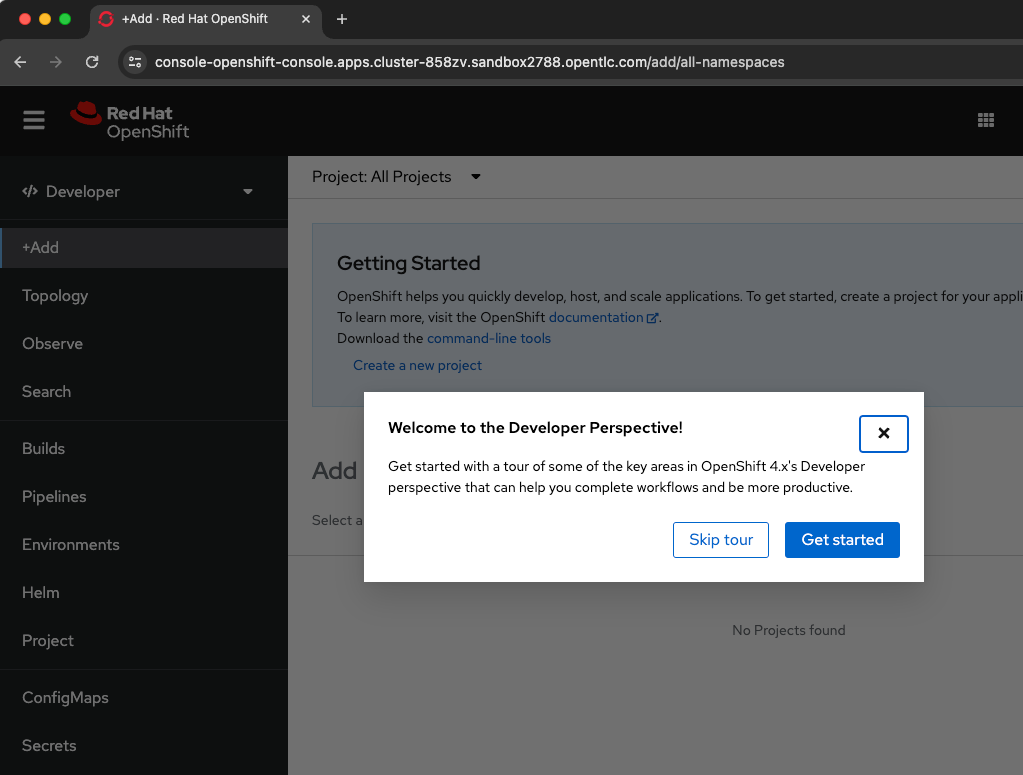 +Add · Red Hat OpenShift
console-openshift-console.apps.cluster-858zv.sandbox2788.opentlc.com/add/all-namespaces
Red Hat
OpenShift
Developer
+Add
Topology
Observe
Search
Builds
Pipelines
Environments
Helm
Project
ConfigMaps
Secrets
Project: All Projects
Getting Started
OpenShift helps you quickly develop, host, and scale applications. To get started, create a project for your appli
To learn more, visit the OpenShift documentation.
Download the command-line tools
Create a new project
Add
Select a
Welcome to the Developer Perspective!
Get started with a tour of some of the key areas in OpenShift 4.x's Developer
perspective that can help you complete workflows and be more productive.
Skip tour
Get started
No Projects found